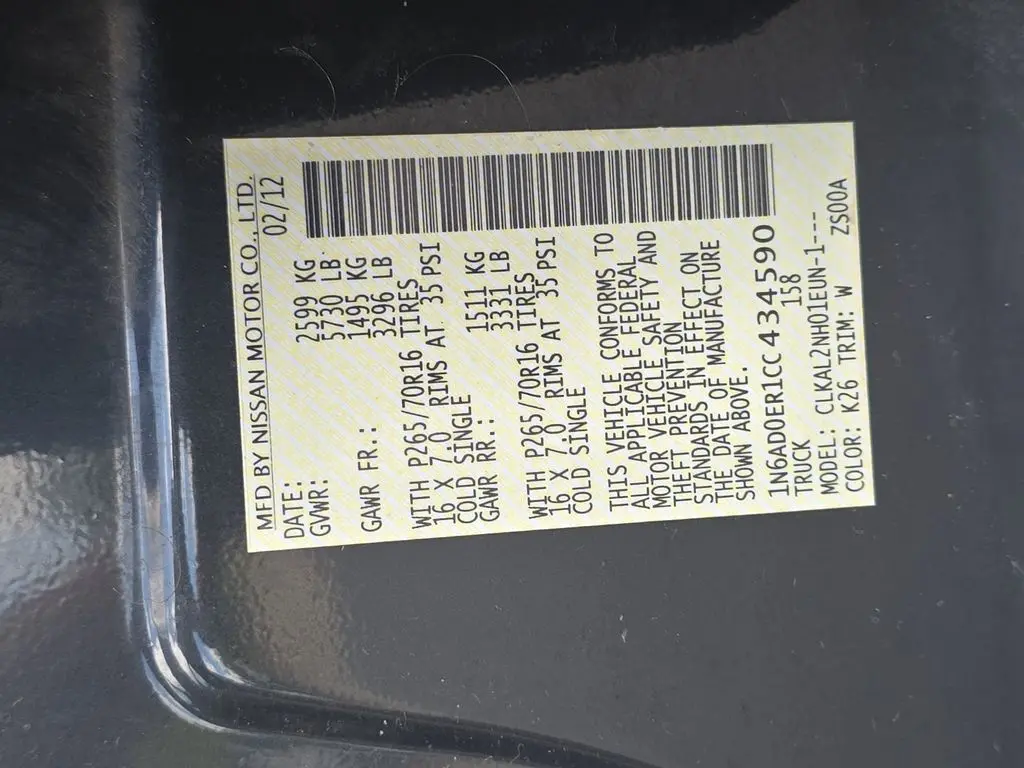 MFD BY NISSAN MOTOR CO., LTD.
DATE: 02/12
GVWR: 2599 KG
5730 LB
GAWR FR.: 1495 KG
3296 LB
WITH P265/70R16 TIRES
16 X 7.0 RIMS AT 35 PSI
COLD SINGLE
GAWR RR.: 1511 KG
3331 LB
WITH P265/70R16 TIRES
16 X 7.0 RIMS AT 35 PSI
COLD SINGLE
THIS VEHICLE CONFORMS TO
ALL APPLICABLE FEDERAL
MOTOR VEHICLE SAFETY AND
THEFT PREVENTION
STANDARDS IN EFFECT ON
THE DATE OF MANUFACTURE
SHOWN ABOVE.
1N6AD0ER1CC434590
TRUCK 158
MODEL: CLKAL2NH01EUN-1---
COLOR: K26 TRIM: W ZS00A